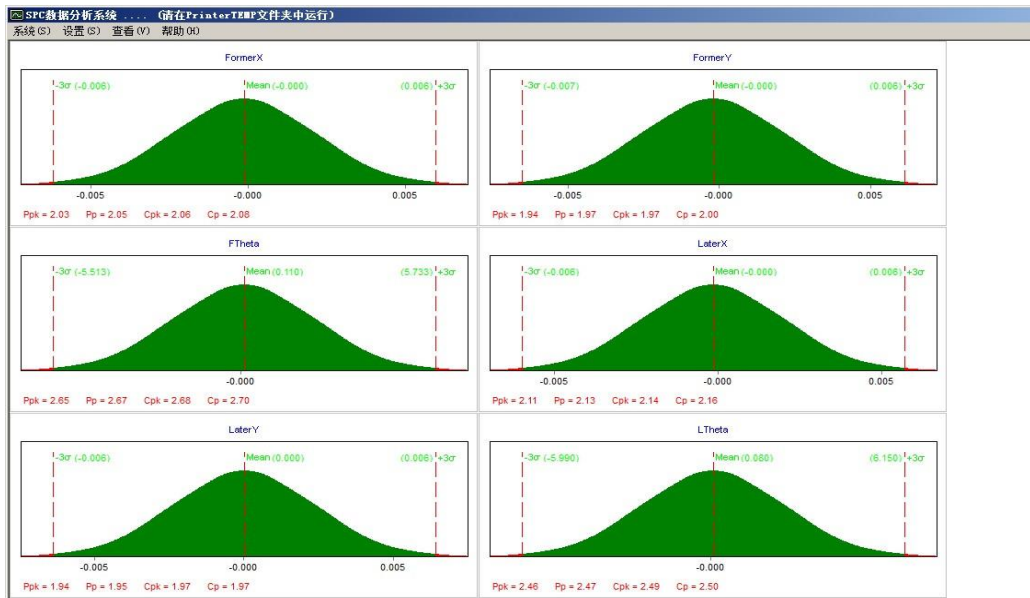 SPC数据分析系统 .... (请在PrinterTEMP文件夹中运行)
系统(S) 设置(S) 查看(V) 帮助(H)
FormerX
-3σ (-0.006) Mean (-0.000) (0.006) +3σ
-0.005 -0.000 0.005
Ppk = 2.03 Pp = 2.05 Cpk = 2.06 Cp = 2.08
FormerY
-3σ (-0.007) Mean (-0.000) (0.006) +3σ
-0.005 -0.000 0.005
Ppk = 1.94 Pp = 1.97 Cpk = 1.97 Cp = 2.00
FTheta
-3σ (-5.513) Mean (0.110) (5.733) +3σ
-0.000
Ppk = 2.65 Pp = 2.67 Cpk = 2.68 Cp = 2.70
LaterX
-3σ (-0.006) Mean (-0.000) (0.006) +3σ
-0.005 -0.000 0.005
Ppk = 2.11 Pp = 2.13 Cpk = 2.14 Cp = 2.16
LaterY
-3σ (-0.006) Mean (0.000) (0.006) +3σ
-0.005 -0.000 0.005
Ppk = 1.94 Pp = 1.95 Cpk = 1.97 Cp = 1.97
LTheta
-3σ (-5.990) Mean (0.080) (6.150) +3σ
-0.000
Ppk = 2.46 Pp = 2.47 Cpk = 2.49 Cp = 2.50